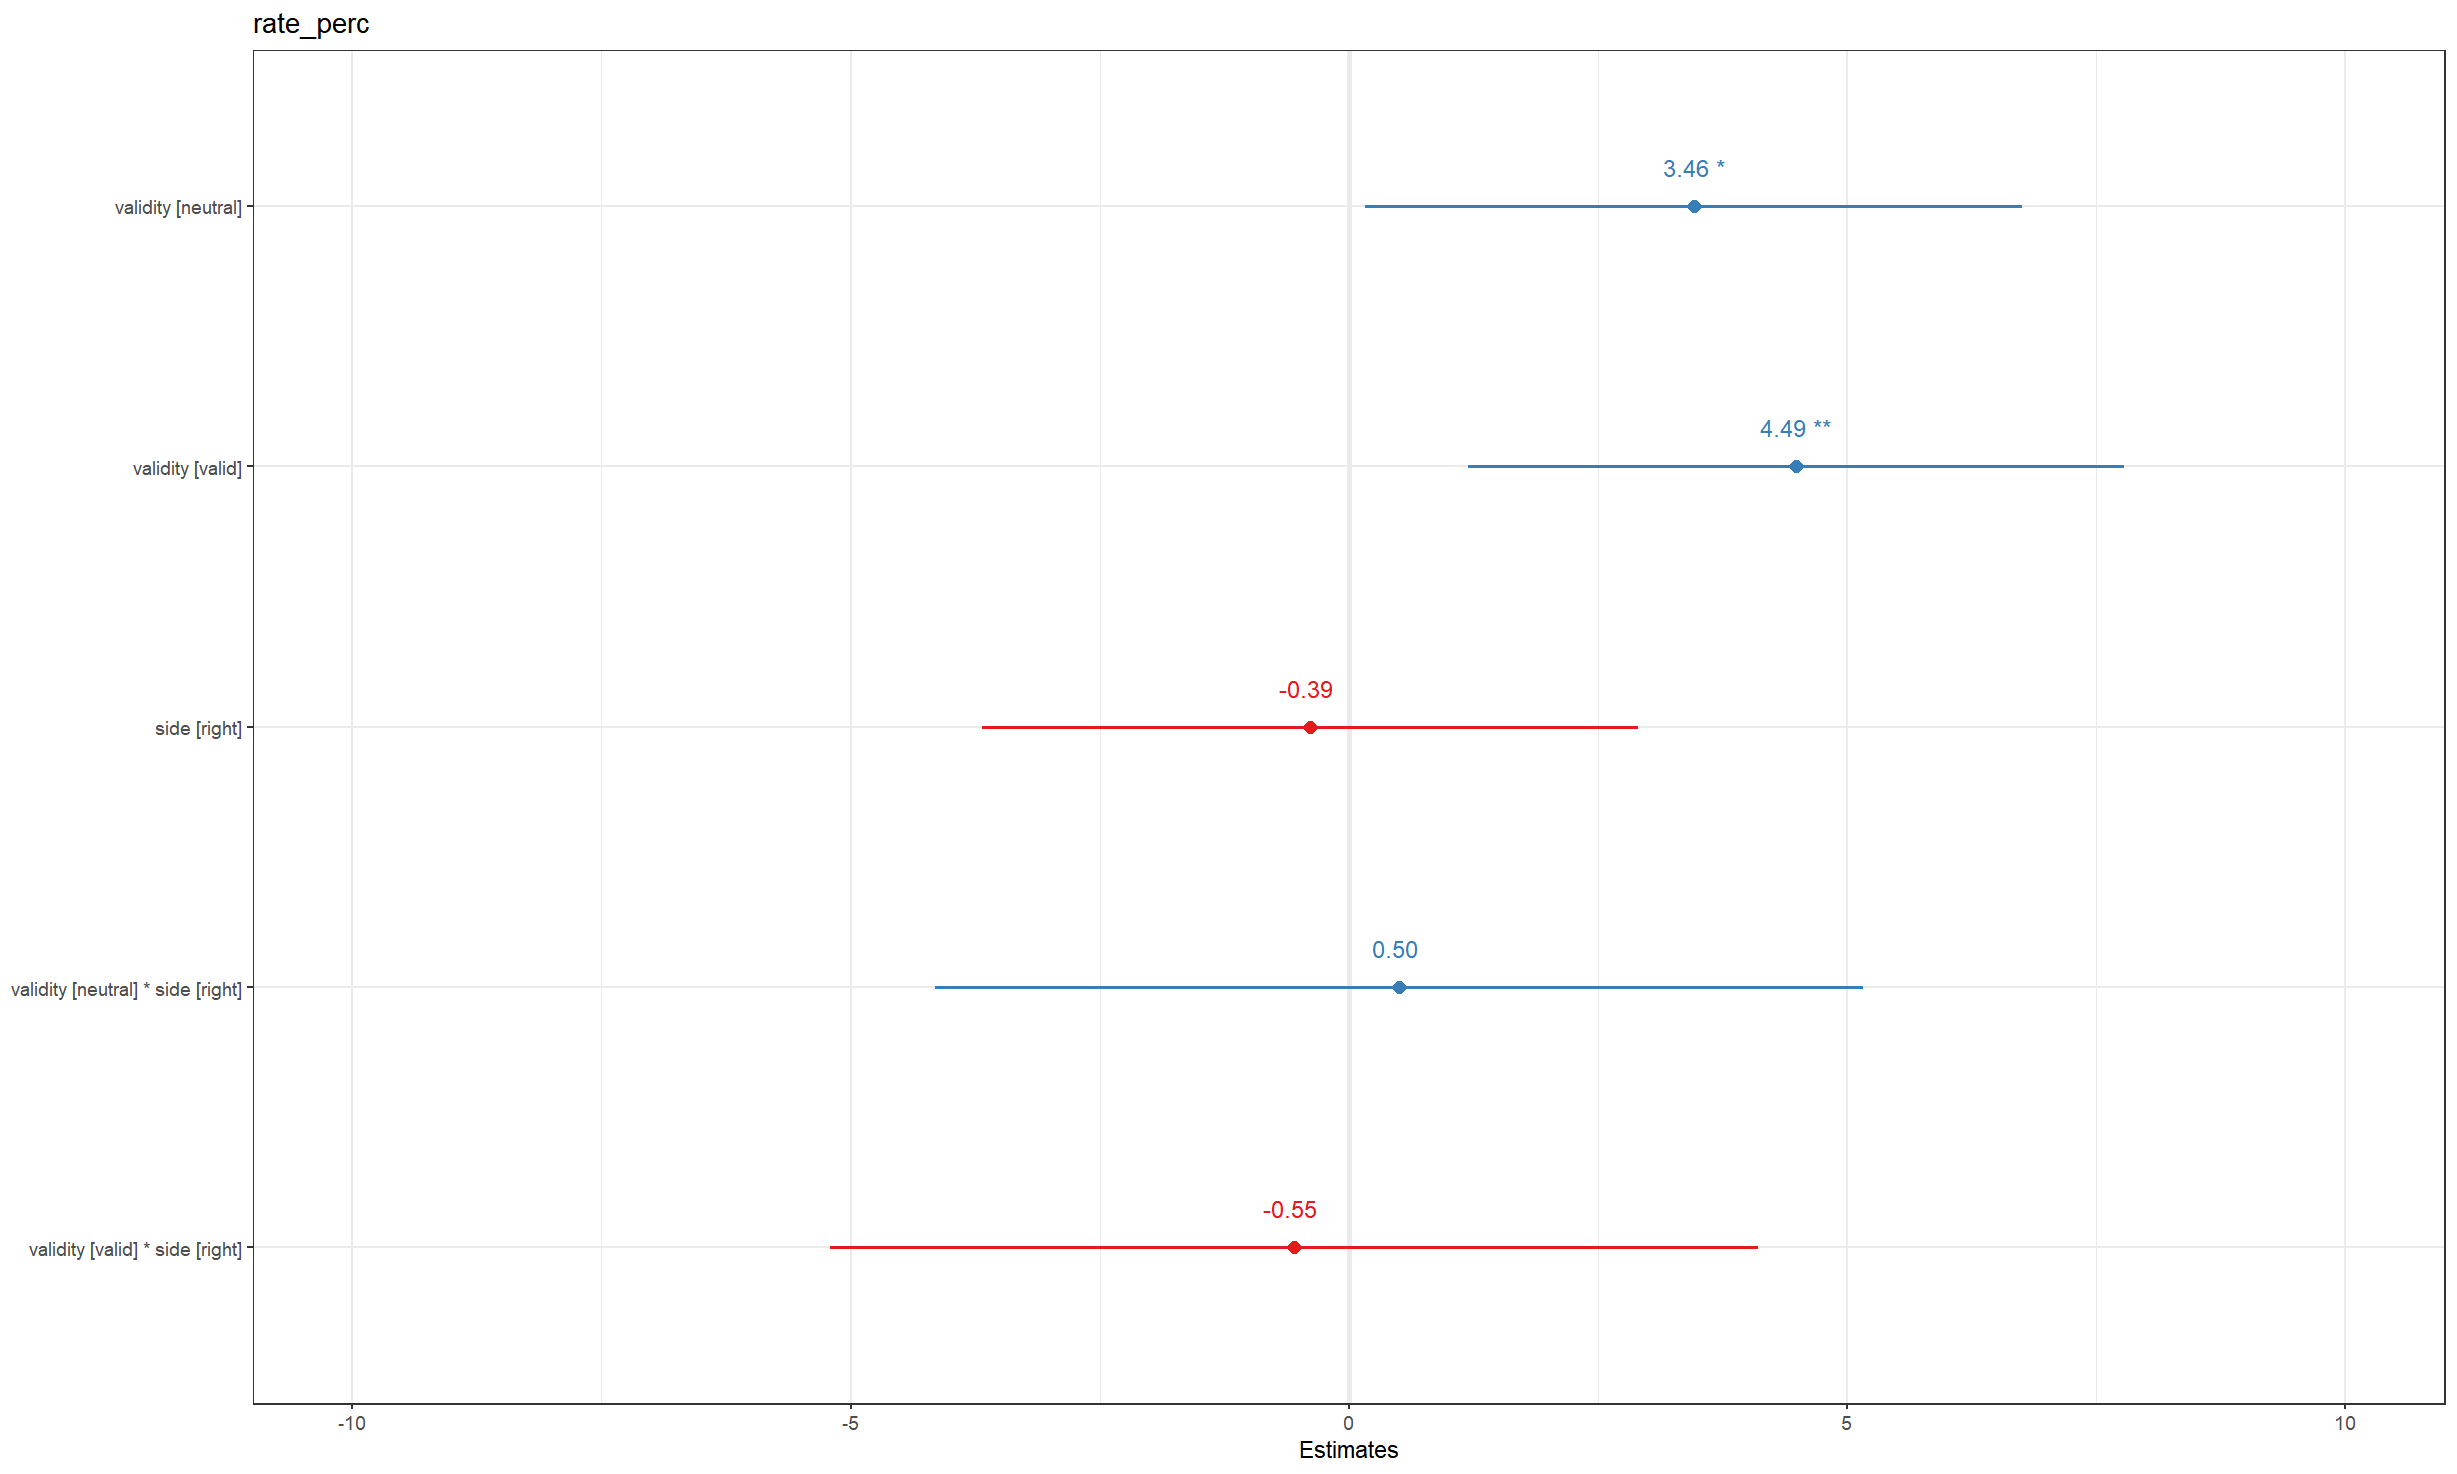 rate_perc
3.46 *
validity [neutral]
4.49 **
validity [valid]
-0.39
side [right]
0.50
validity [neutral] * side [right]
-0.55
validity [valid] * side [right]
-10 -5 0 5 10
Estimates